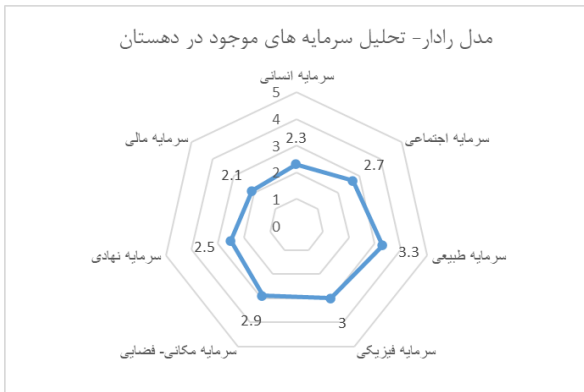 مدل رادار- تحلیل سرمایه های موجود در دهستان
سرمایه انسانی
5
4
3
2
1
0
2.3
سرمایه اجتماعی
2.7
سرمایه طبیعی
3.3
سرمایه فیزیکی
3
سرمایه مکانی- فضایی
2.9
سرمایه نهادی
2.5
سرمایه مالی
2.1